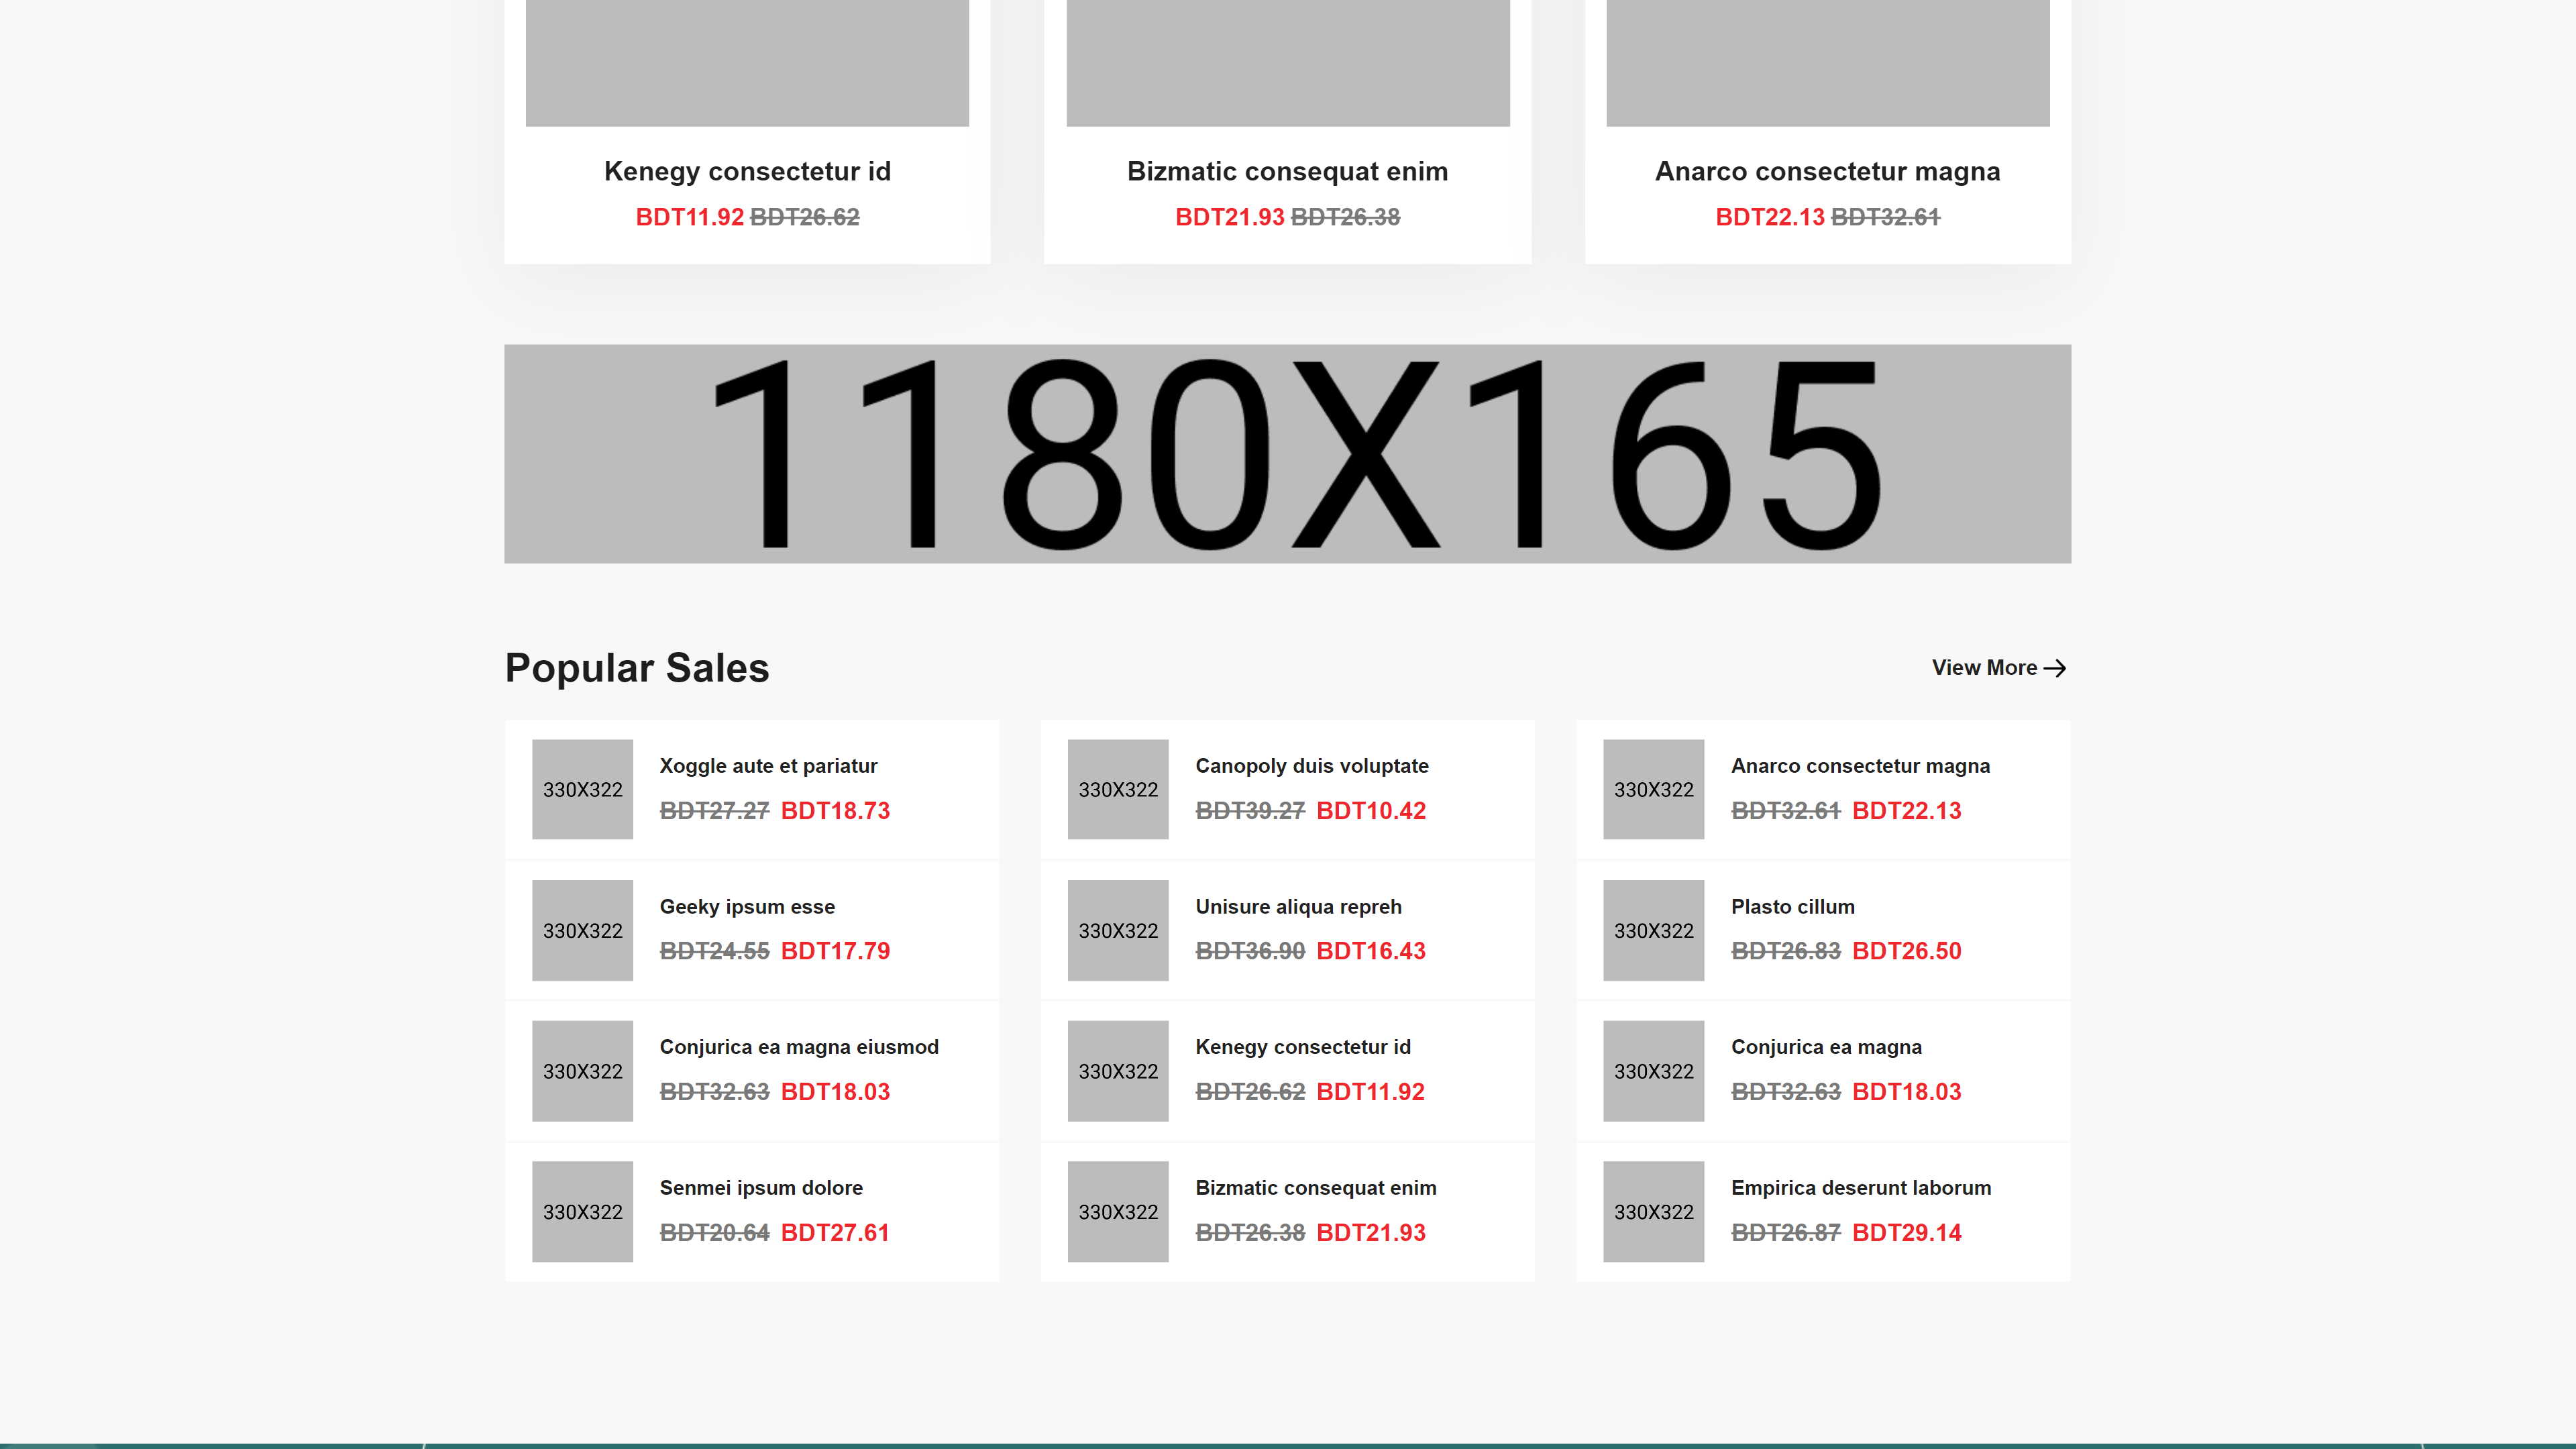 Kenegy consectetur id
BDT11.92 BDT26.62
Bizmatic consequat enim
BDT21.93 BDT26.38
Anarco consectetur magna
BDT22.13 BDT32.61
1180X165
Popular Sales
View More
330X322
Xoggle aute et pariatur
BDT27.27 BDT18.73
330X322
Canopoly duis voluptate
BDT39.27 BDT10.42
330X322
Anarco consectetur magna
BDT32.61 BDT22.13
330X322
Geeky ipsum esse
BDT24.55 BDT17.79
330X322
Unisure aliqua repreh
BDT36.90 BDT16.43
330X322
Plasto cillum
BDT26.83 BDT26.50
330X322
Conjurica ea magna eiusmod
BDT32.63 BDT18.03
330X322
Kenegy consectetur id
BDT26.62 BDT11.92
330X322
Conjurica ea magna
BDT32.63 BDT18.03
330X322
Senmei ipsum dolore
BDT20.64 BDT27.61
330X322
Bizmatic consequat enim
BDT26.38 BDT21.93
330X322
Empirica deserunt laborum
BDT26.87 BDT29.14